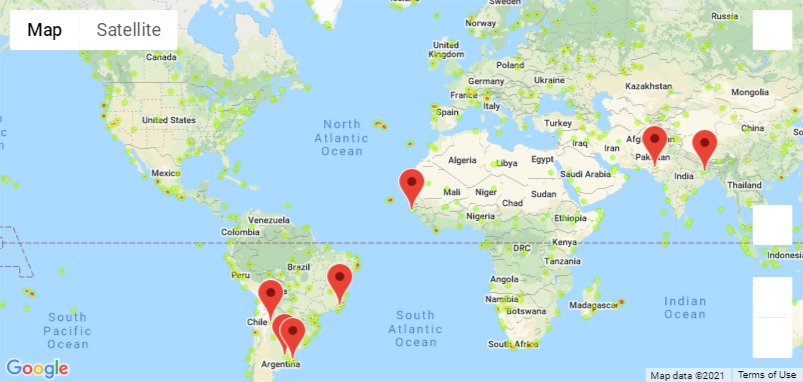 Map
Satellite
Sweden
Norway
Russia
Canada
United
Kingdom
Poland
Germany
Ukraine
Kazakhstan
France
Mongolia
Italy
Spain
North
Atlantic
Ocean
United States
Turkey
China
Iraq
Iran
Algeria
Libya
Egypt
Mexico
Saudi Arabia
India
Mali
Niger
Sudan
Thailand
Chad
Nigeria
Ethiopia
Venezuela
Colombia
DRC
Kenya
Indonesia
Tanzania
Peru
Brazil
Angola
Namibia
Madagascar
Botswana
Indian
Ocean
South
Pacific
Ocean
South
Atlantic
Ocean
Chile
South Africa
Argentina
Google
Map data ©2021
Terms of Use